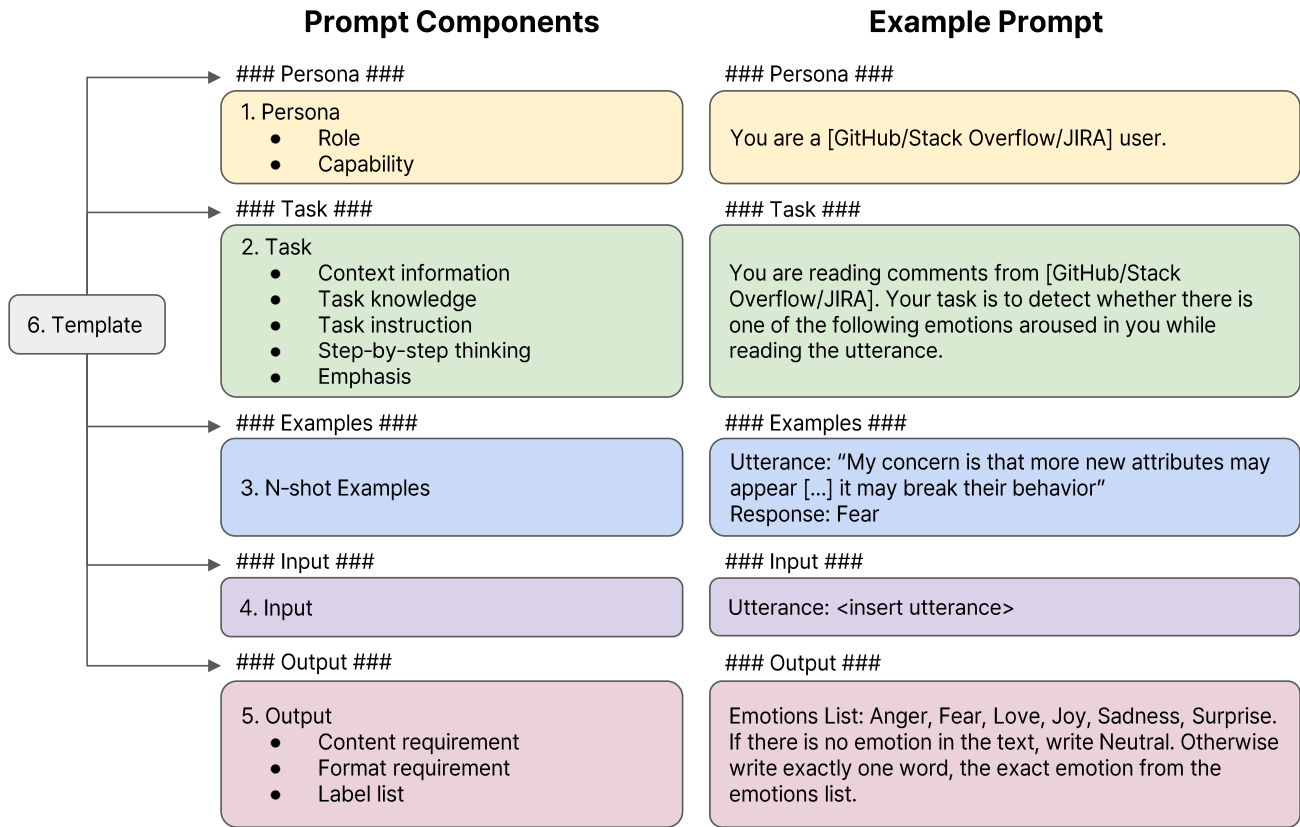 Prompt Components
Example Prompt
### Persona ###
1. Persona
● Role
● Capability
### Persona ###
You are a [GitHub/Stack Overflow/JIRA] user.
### Task ###
2. Task
● Context information
● Task knowledge
● Task instruction
● Step-by-step thinking
● Emphasis
### Task ###
You are reading comments from [GitHub/Stack
Overflow/JIRA]. Your task is to detect whether there is
one of the following emotions aroused in you while
reading the utterance.
6. Template
### Examples ###
3. N-shot Examples
### Examples ###
Utterance: “My concern is that more new attributes may
appear [...] it may break their behavior”
Response: Fear
### Input ###
4. Input
### Input ###
Utterance: <insert utterance>
### Output ###
5. Output
● Content requirement
● Format requirement
● Label list
### Output ###
Emotions List: Anger, Fear, Love, Joy, Sadness, Surprise.
If there is no emotion in the text, write Neutral. Otherwise
write exactly one word, the exact emotion from the
emotions list.